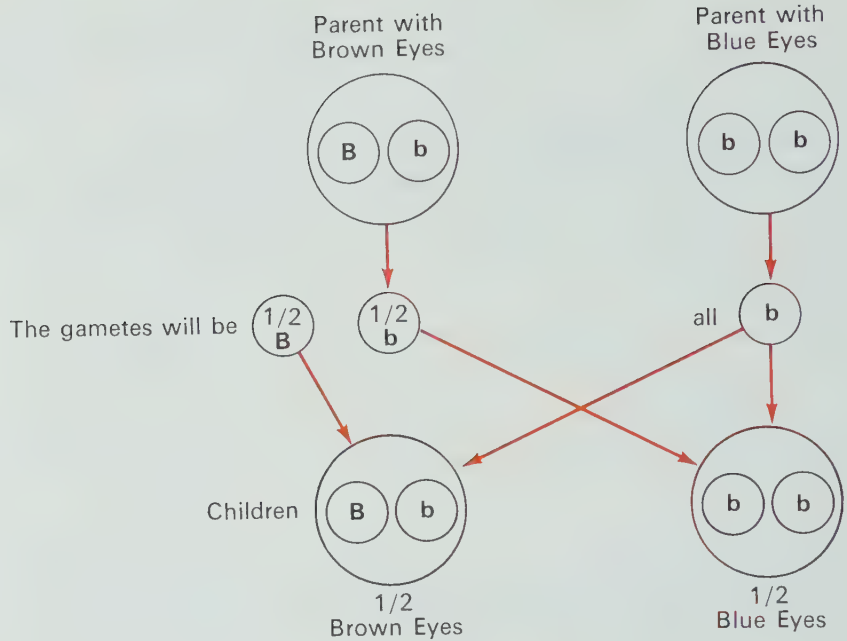 Parent with
Brown Eyes
Parent with
Blue Eyes
B
b
b
b
The gametes will be
1/2
B
1/2
b
all
b
Children
B
b
b
b
1/2
Brown Eyes
1/2
Blue Eyes